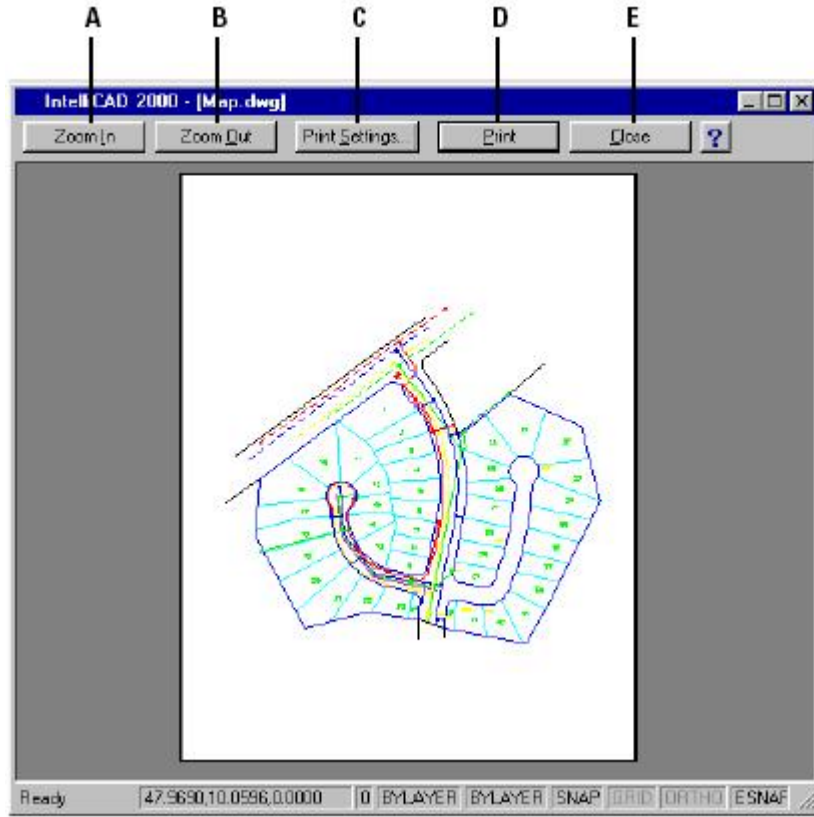 A B C D E
IntelliCAD 2000 - [Map.dwg]
Zoom In Zoom Out Print Settings... Print Close ?
Ready 47.9690,10.0596,0.0000 0 BYLAYER BYLAYER SNAP GRID ORTHO ESNAF